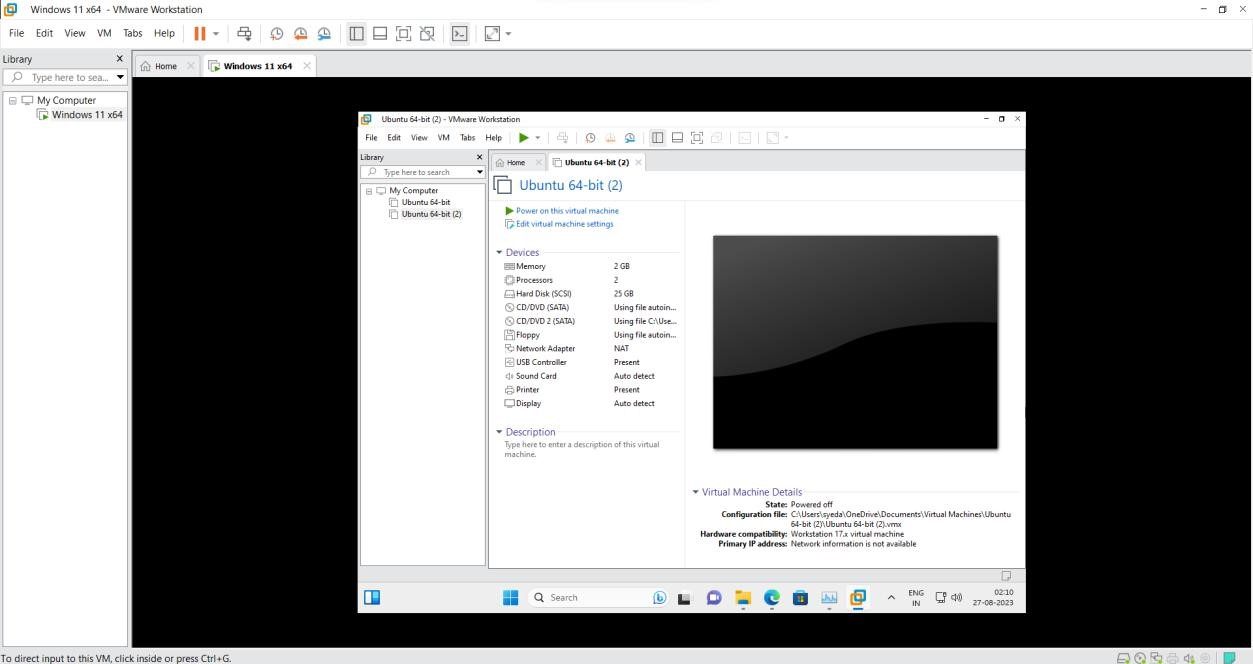 Windows 11 x64 - VMware Workstation
File Edit View VM Tabs Help
Library X
Type here to sea...
My Computer
Windows 11 x64
Home
Windows 11 x64
Ubuntu 64-bit (2) - VMware Workstation
File Edit View VM Tabs Help
Library
Type here to search
My Computer
Ubuntu 64-bit
Ubuntu 64-bit (2)
Home
Ubuntu 64-bit (2)
Ubuntu 64-bit (2)
Power on this virtual machine
Edit virtual machine settings
Devices
Memory 2 GB
Processors 2
Hard Disk (SCSI) 25 GB
CD/DVD (SATA) Using file autoin...
CD/DVD 2 (SATA) Using file C:\Use...
Floppy Using file autoin...
Network Adapter NAT
USB Controller Present
Sound Card Auto detect
Printer Present
Display Auto detect
Description
Type here to enter a description of this virtual
machine.
Virtual Machine Details
State: Powered off
Configuration file: C:\Users\syeda\OneDrive\Documents\Virtual Machines\Ubuntu
64-bit (2)\Ubuntu 64-bit (2).vmx
Hardware compatibility: Workstation 17.x virtual machine
Primary IP address: Network information is not available
Search
ENG
IN
02:10
27-08-2023
To direct input to this VM, click inside or press Ctrl+G.